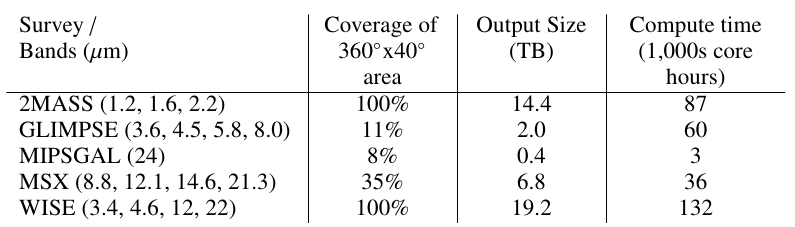 Survey / Coverage of Output Size Compute time
Bands (μm) 360°x40° (TB) (1,000s core
area hours)
2MASS (1.2, 1.6, 2.2) 100% 14.4 87
GLIMPSE (3.6, 4.5, 5.8, 8.0) 11% 2.0 60
MIPSGAL (24) 8% 0.4 3
MSX (8.8, 12.1, 14.6, 21.3) 35% 6.8 36
WISE (3.4, 4.6, 12, 22) 100% 19.2 132